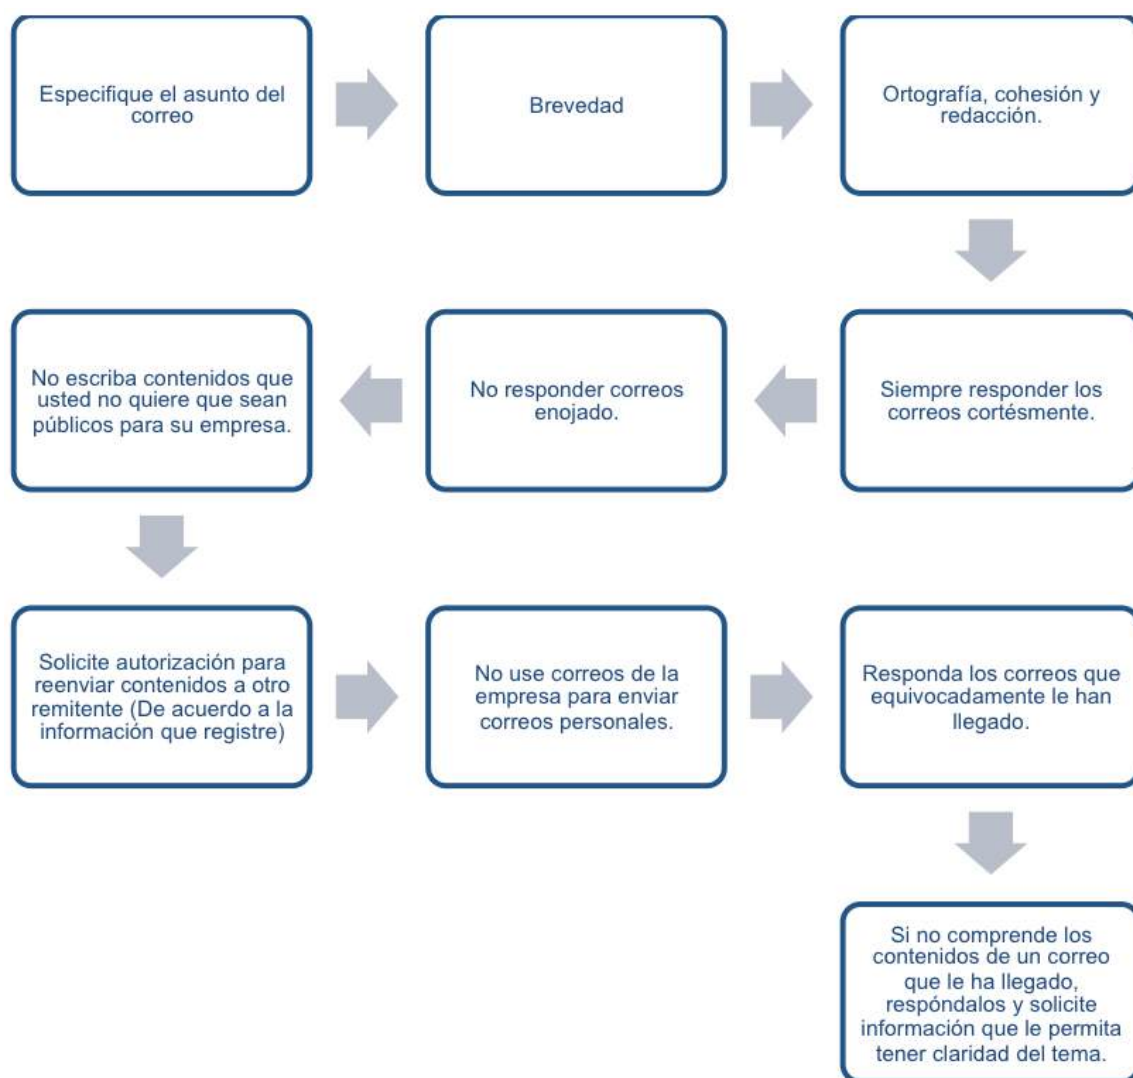 Especifique el asunto del
correo
Brevedad
Ortografía, cohesión y
redacción.
Siempre responder los
correos cortésmente.
No responder correos
enojado.
No escriba contenidos que
usted no quiere que sean
públicos para su empresa.
Solicite autorización para
reenviar contenidos a otro
remitente (De acuerdo a la
información que registre)
No use correos de la
empresa para enviar
correos personales.
Responda los correos que
equivocadamente le han
llegado.
Si no comprende los
contenidos de un correo
que le ha llegado,
respóndalos y solicite
información que le permita
tener claridad del tema.